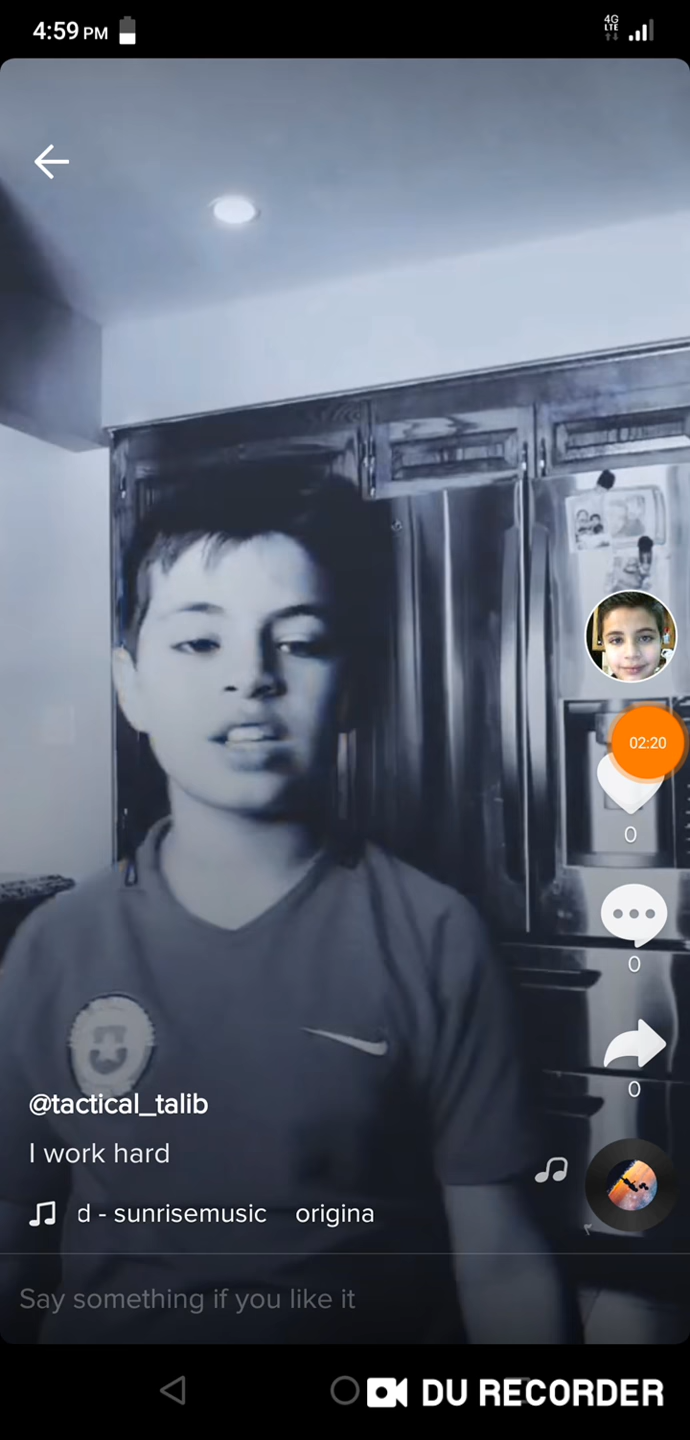 4:59 PM
4G
LTE
02:20
0
0
0
@tactical_talib
I work hard
d - sunrisemusic origina
Say something if you like it
DU RECORDER